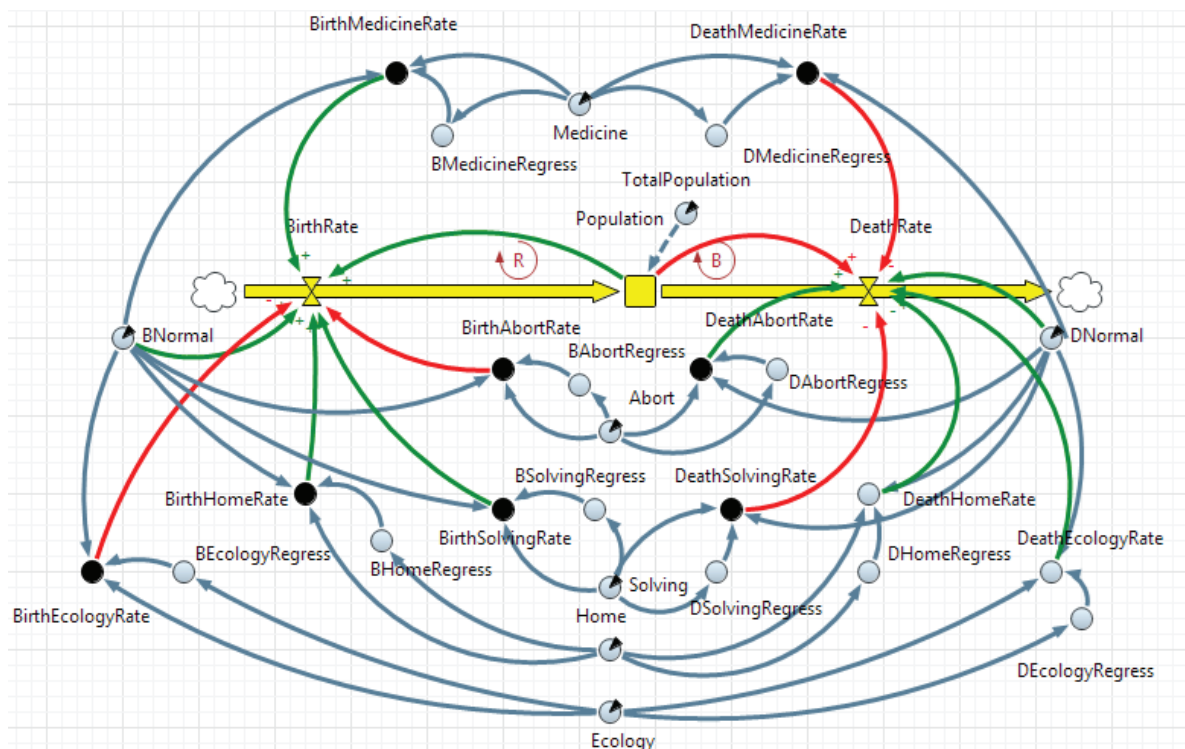 BirthMedicineRate
DeathMedicineRate
Medicine
BMedicineRegress
DMedicineRegress
TotalPopulation
Population
BirthRate
DeathRate
+
+
R
B
+
+
-
-
+
+
+
-
-
+
-
BNormal
BirthAbortRate
DeathAbortRate
DNormal
BAbortRegress
DAbortRegress
Abort
BSolvingRegress
DeathSolvingRate
BirthHomeRate
DeathHomeRate
BirthSolvingRate
DeathEcologyRate
BEcologyRegress
BHomeRegress
DHomeRegress
Solving
BirthEcologyRate
Home
DSolvingRegress
DEcologyRegress
Ecology